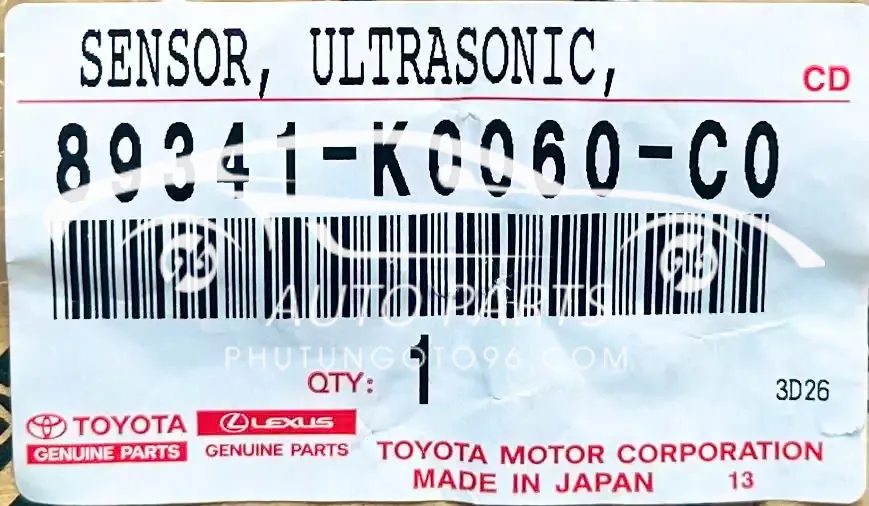 SENSOR, ULTRASONIC,
CD
89341-K0060-C0
AUTO PARTS
PHUTUNGOTO96.COM
QTY: 1
3D26
TOYOTA LEXUS
GENUINE PARTS GENUINE PARTS
TOYOTA MOTOR CORPORATION
MADE IN JAPAN 13